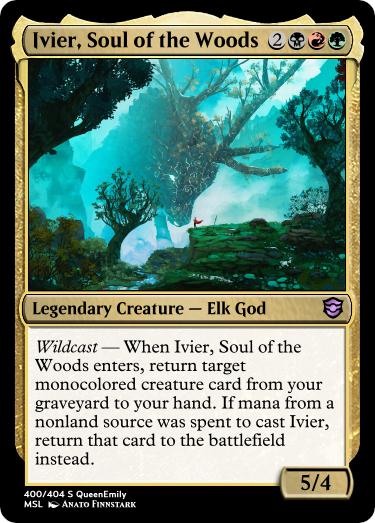 Ivier, Soul of the Woods 2
Legendary Creature — Elk God
Wildcast — When Ivier, Soul of the
Woods enters, return target
monocolored creature card from your
graveyard to your hand. If mana from a
nonland source was spent to cast Ivier,
return that card to the battlefield
instead.
5/4
400/404 S QueenEmily
MSL Anato Finnstark